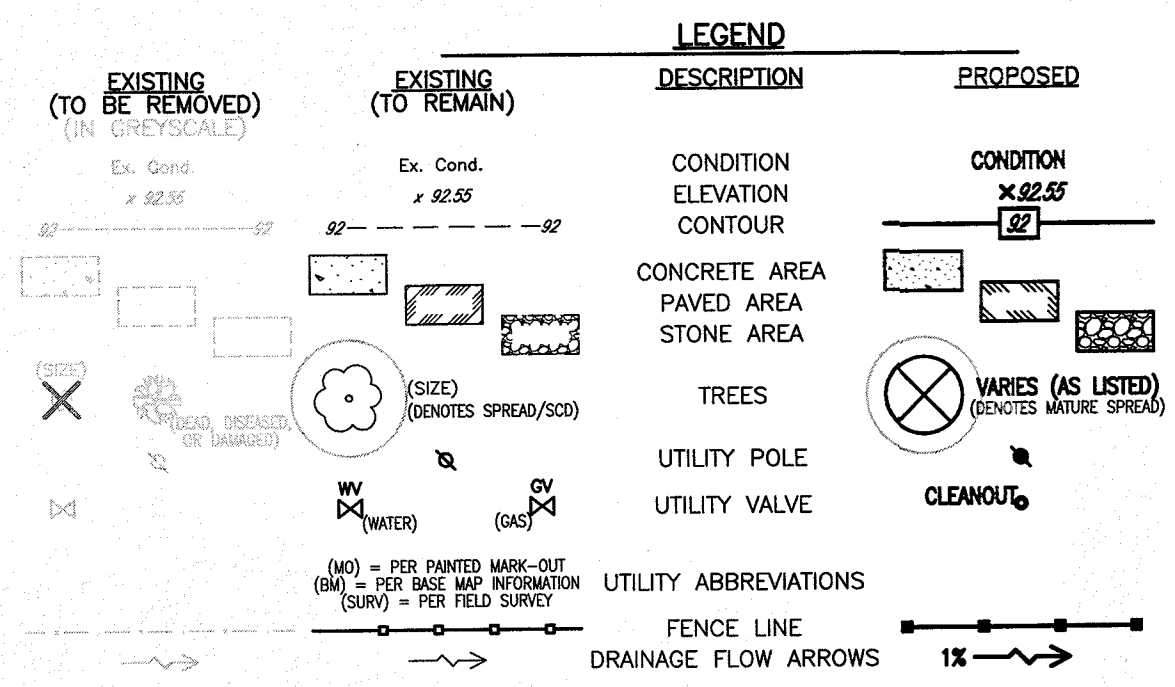 LEGEND
EXISTING
(TO BE REMOVED)
(IN GREYSCALE)
EXISTING
(TO REMAIN)
DESCRIPTION
PROPOSED
Ex. Cond.
Ex. Cond.
CONDITION
CONDITION
x 92.55
x 92.55
ELEVATION
×92.55
92 92
92 92
CONTOUR
92
CONCRETE AREA
PAVED AREA
STONE AREA
(SIZE)
(DEAD, DISEASED,
OR DAMAGED)
(SIZE)
(DENOTES SPREAD/SCD)
TREES
VARIES (AS LISTED)
(DENOTES MATURE SPREAD)
UTILITY POLE
WV
(WATER)
GV
(GAS)
UTILITY VALVE
CLEANOUT
(MO) = PER PAINTED MARK-OUT
(BM) = PER BASE MAP INFORMATION
(SURV) = PER FIELD SURVEY
UTILITY ABBREVIATIONS
FENCE LINE
DRAINAGE FLOW ARROWS
1%